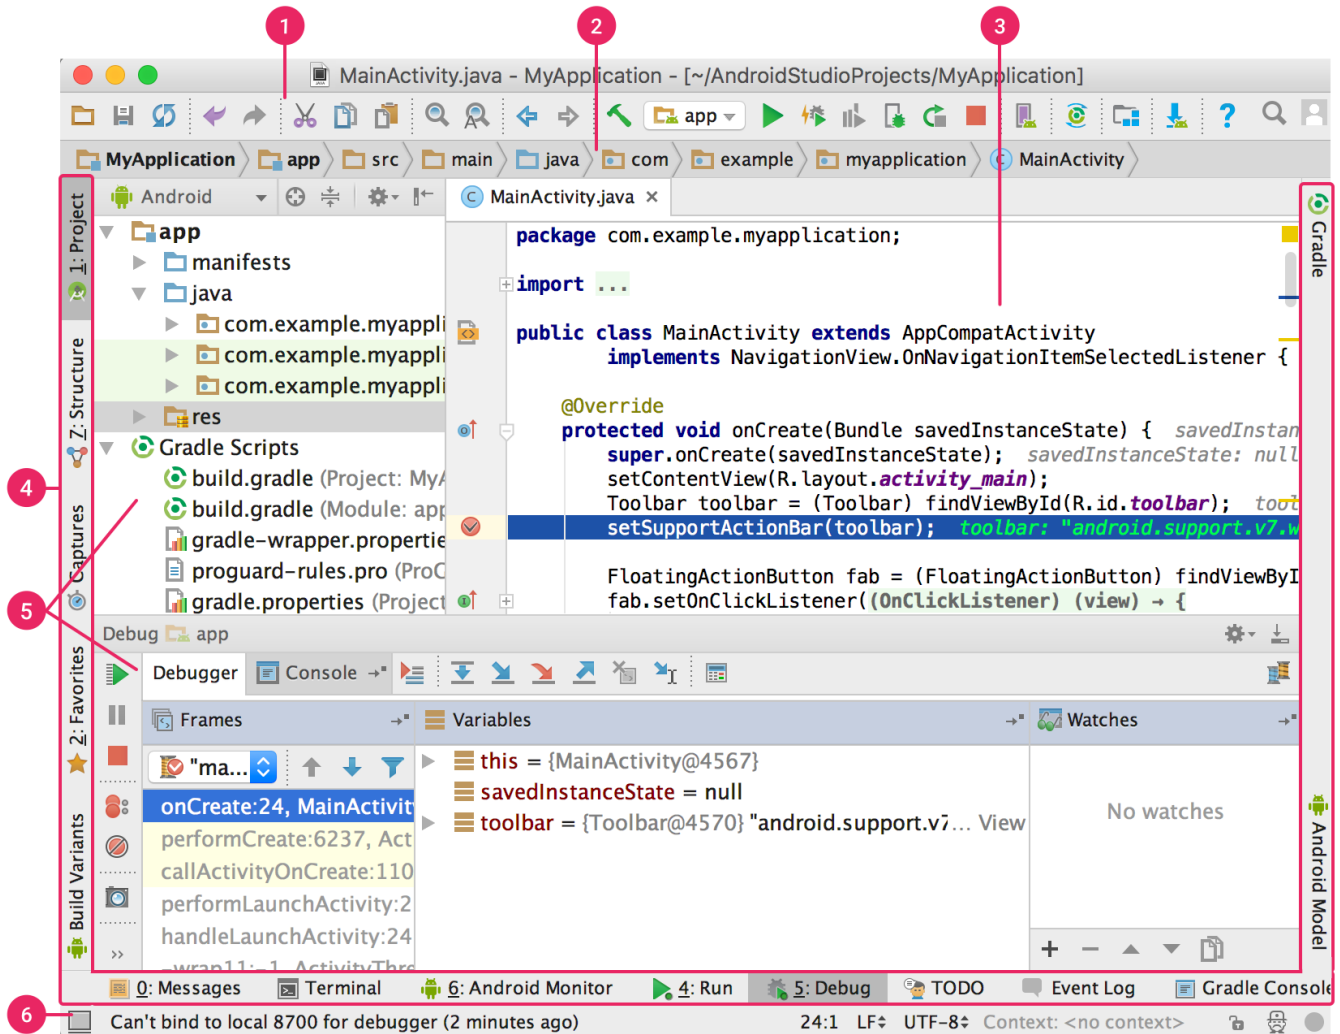 1 2 3
MainActivity.java - MyApplication - [~/AndroidStudioProjects/MyApplication]
app
MyApplication app src main java com example myapplication MainActivity
1: Project
Z: Structure
Captures
2: Favorites
Build Variants
4
5
Android
app
manifests
java
com.example.myappli
com.example.myappli
com.example.myappli
res
Gradle Scripts
build.gradle (Project: MyA
build.gradle (Module: app
gradle-wrapper.propertie
proguard-rules.pro (ProC
gradle.properties (Project
MainActivity.java
package com.example.myapplication;
import ...
public class MainActivity extends AppCompatActivity
implements NavigationView.OnNavigationItemSelectedListener {
@Override
protected void onCreate(Bundle savedInstanceState) { savedInstan
super.onCreate(savedInstanceState); savedInstanceState: null
setContentView(R.layout.activity_main);
Toolbar toolbar = (Toolbar) findViewById(R.id.toolbar); tool
setSupportActionBar(toolbar); toolbar: "android.support.v7.w
FloatingActionButton fab = (FloatingActionButton) findViewByI
fab.setOnClickListener((OnClickListener) (view) → {
Gradle
Android Model
Debug app
Debugger Console
Frames
"ma...
onCreate:24, MainActivit
performCreate:6237, Act
callActivityOnCreate:110
performLaunchActivity:2
handleLaunchActivity:24
-wrap11:-1, ActivityThre
Variables
this = {MainActivity@4567}
savedInstanceState = null
toolbar = {Toolbar@4570} "android.support.v7... View
Watches
No watches
0: Messages Terminal 6: Android Monitor 4: Run 5: Debug TODO Event Log Gradle Console
6
Can't bind to local 8700 for debugger (2 minutes ago) 24:1 LF UTF-8 Context: <no context>